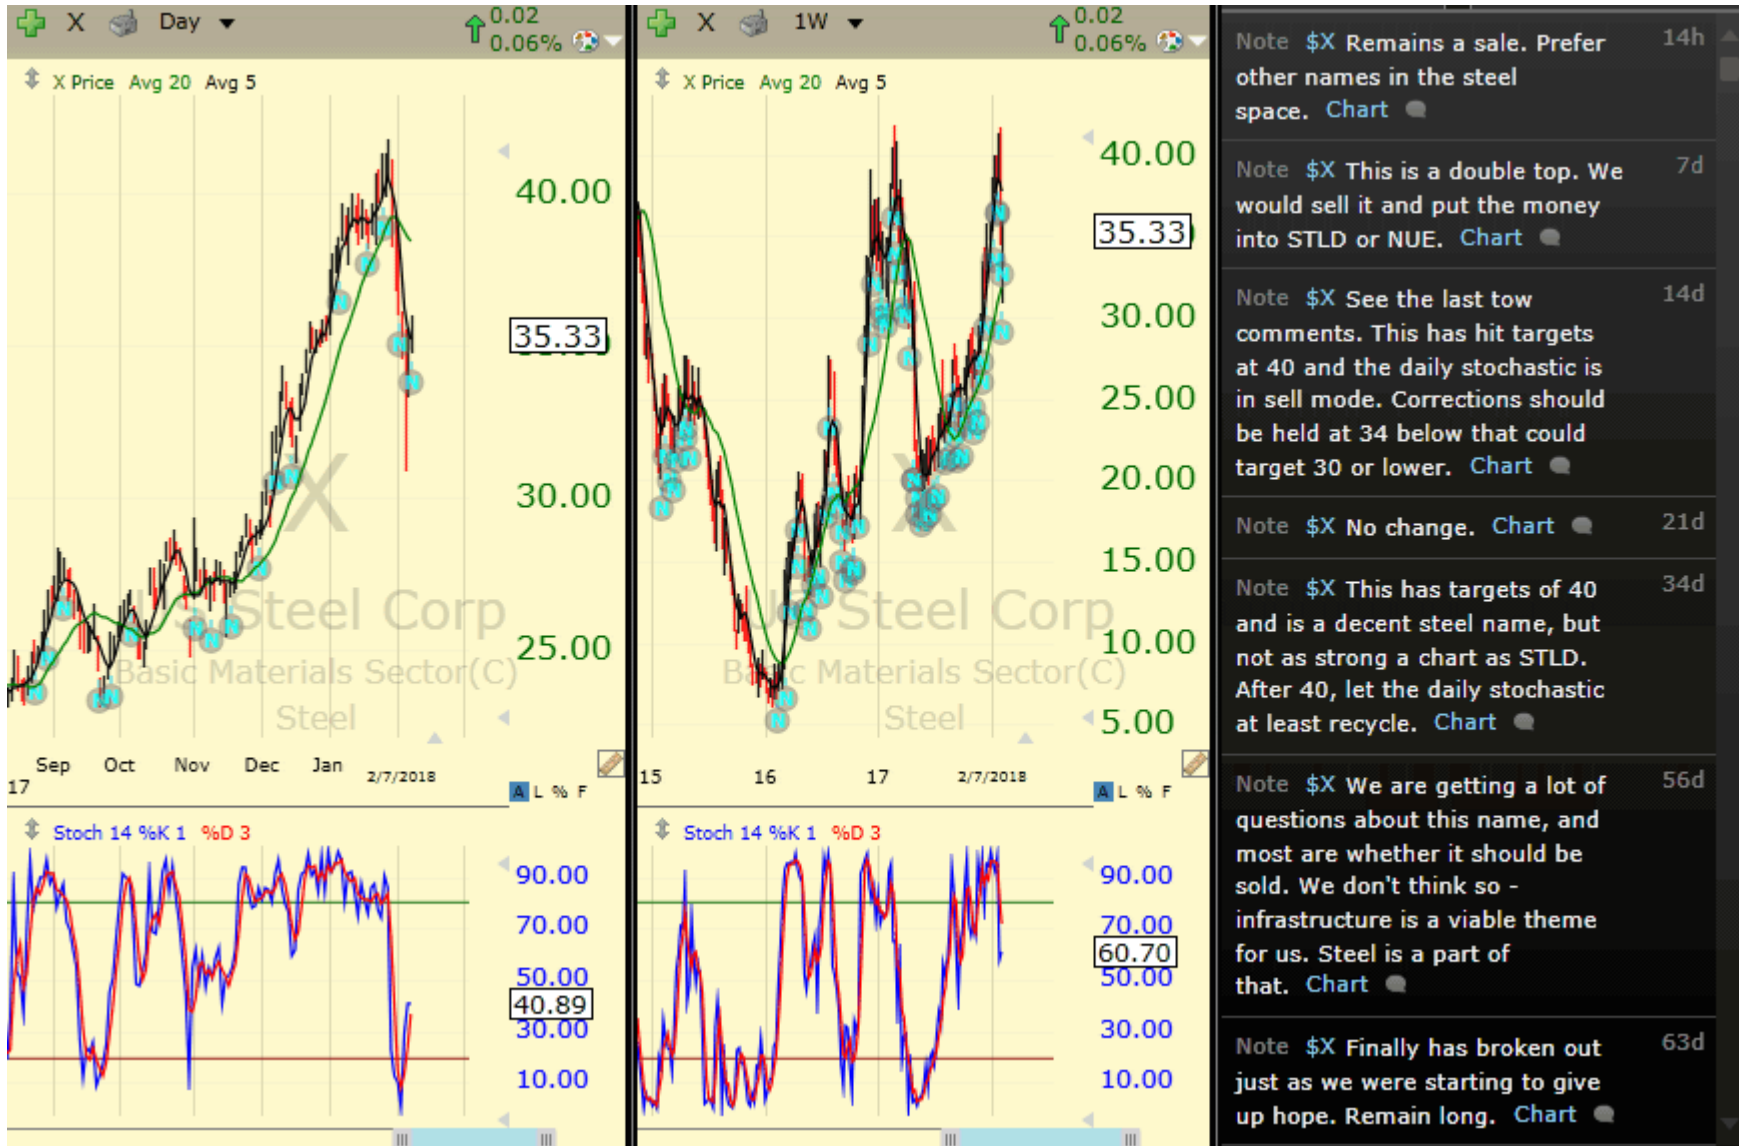 X
Day
0.02
0.06%
X Price Avg 20 Avg 5
40.00
35.33
30.00
25.00
X
Steel Corp
Basic Materials Sector(C)
Steel
Sep Oct Nov Dec Jan 2/7/2018
17
A L % F
Stoch 14 %K 1 %D 3
90.00
70.00
50.00
40.89
30.00
10.00
X
1W
0.02
0.06%
X Price Avg 20 Avg 5
40.00
35.33
30.00
25.00
20.00
15.00
10.00
5.00
X
Steel Corp
Basic Materials Sector(C)
Steel
15 16 17 2/7/2018
A L % F
Stoch 14 %K 1 %D 3
90.00
70.00
60.70
50.00
30.00
10.00
Note $X Remains a sale. Prefer 14h
other names in the steel
space. Chart
Note $X This is a double top. We 7d
would sell it and put the money
into STLD or NUE. Chart
Note $X See the last tow 14d
comments. This has hit targets
at 40 and the daily stochastic is
in sell mode. Corrections should
be held at 34 below that could
target 30 or lower. Chart
Note $X No change. Chart 21d
Note $X This has targets of 40 34d
and is a decent steel name, but
not as strong a chart as STLD.
After 40, let the daily stochastic
at least recycle. Chart
Note $X We are getting a lot of 56d
questions about this name, and
most are whether it should be
sold. We don't think so -
infrastructure is a viable theme
for us. Steel is a part of
that. Chart
Note $X Finally has broken out 63d
just as we were starting to give
up hope. Remain long. Chart